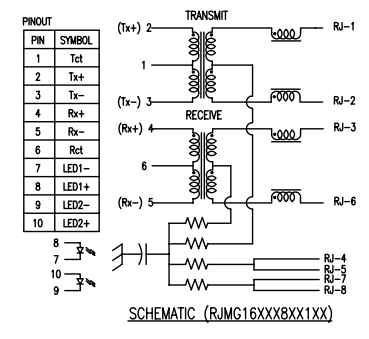 PINOUT
PIN SYMBOL
1 Tct
2 Tx+
3 Tx-
4 Rx+
5 Rx-
6 Rct
7 LED1-
8 LED1+
9 LED2-
10 LED2+
TRANSMIT
(Tx+) 2
RJ-1
1
(Tx-) 3
RJ-2
RECEIVE
(Rx+) 4
RJ-3
6
(Rx-) 5
RJ-6
8
7
10
9
RJ-4
RJ-5
RJ-7
RJ-8
SCHEMATIC (RJMG16XXX8XX1XX)